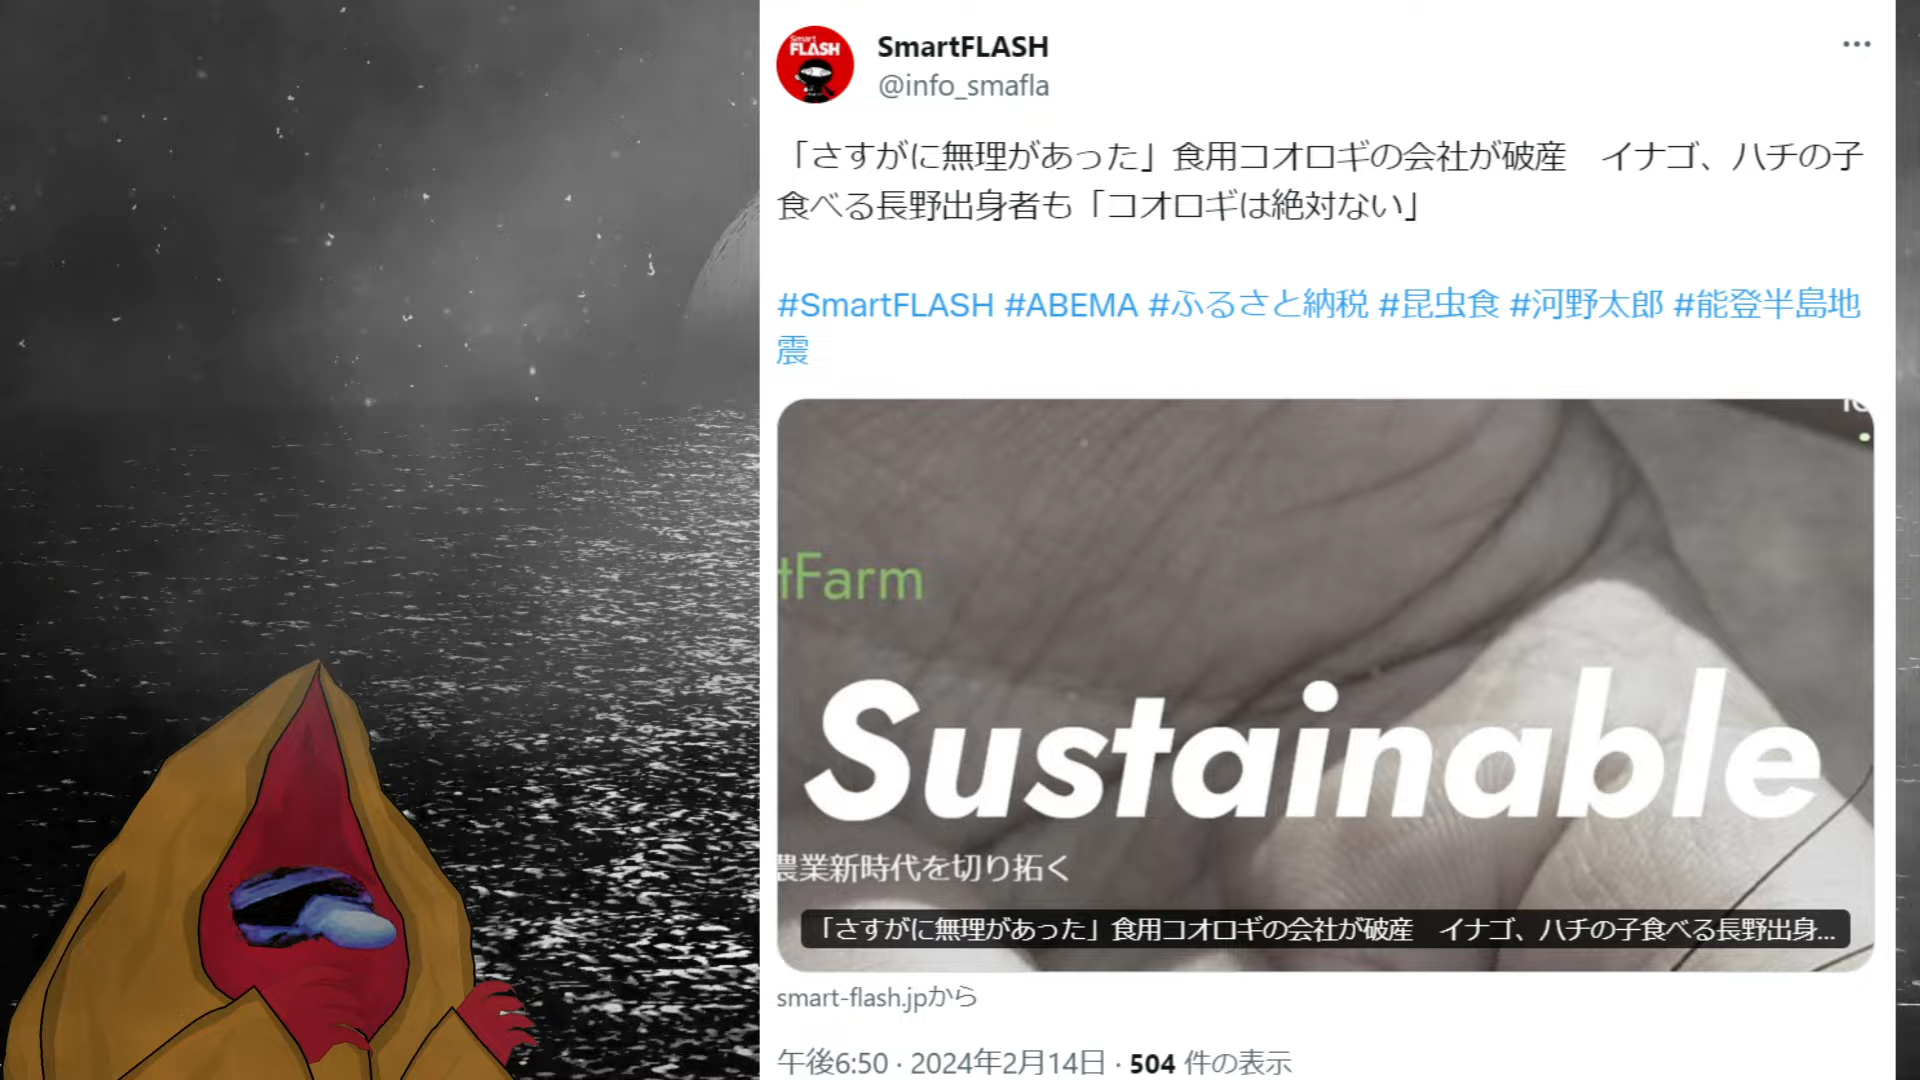 Smart
FLASH
SmartFLASH
@info_smafla
「さすがに無理があった」食用コオロギの会社が破産　イナゴ、ハチの子
食べる長野出身者も「コオロギは絶対ない」
#SmartFLASH #ABEMA #ふるさと納税 #昆虫食 #河野太郎 #能登半島地
震
tFarm
Sustainable
農業新時代を切り拓く
「さすがに無理があった」食用コオロギの会社が破産　イナゴ、ハチの子食べる長野出身...
smart-flash.jpから
午後6:50 · 2024年2月14日 · 504 件の表示